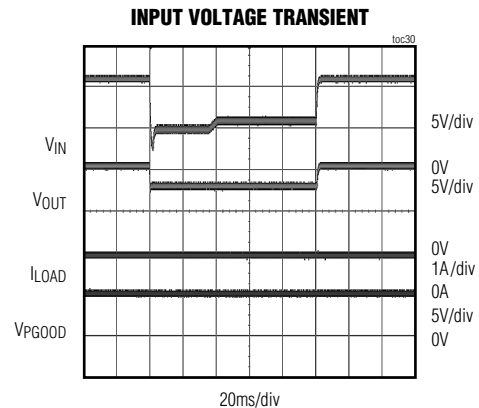 INPUT VOLTAGE TRANSIENT
toc30
VIN
5V/div
0V
VOUT
5V/div
0V
ILOAD
1A/div
0A
VPGOOD
5V/div
0V
20ms/div